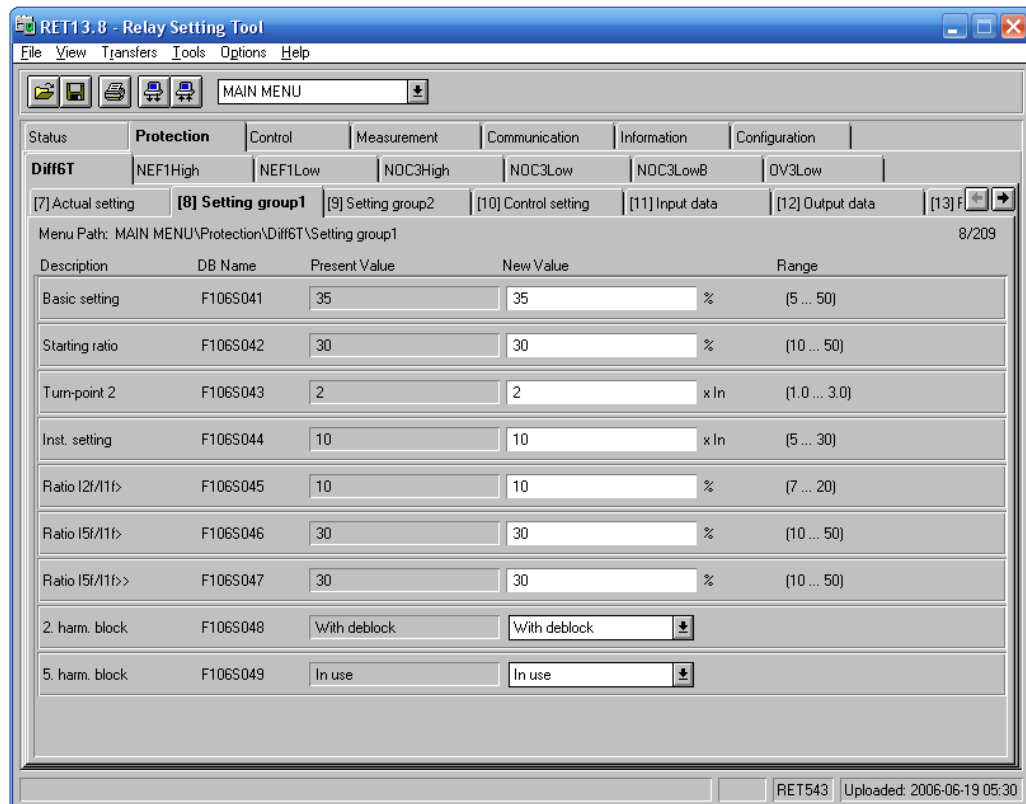 RET13.8 - Relay Setting Tool
File View Transfers Tools Options Help
MAIN MENU
Status Protection Control Measurement Communication Information Configuration
Diff6T NEF1High NEF1Low NOC3High NOC3Low NOC3LowB OV3Low
[7] Actual setting [8] Setting group1 [9] Setting group2 [10] Control setting [11] Input data [12] Output data [13] F
Menu Path: MAIN MENU\Protection\Diff6T\Setting group1 8/209
Description DB Name Present Value New Value Range
Basic setting F106S041 35 35 % (5 ... 50)
Starting ratio F106S042 30 30 % (10 ... 50)
Turn-point 2 F106S043 2 2 x In (1.0 ... 3.0)
Inst. setting F106S044 10 10 x In (5 ... 30)
Ratio I2f/I1f> F106S045 10 10 % (7 ... 20)
Ratio I5f/I1f> F106S046 30 30 % (10 ... 50)
Ratio I5f/I1f>> F106S047 30 30 % (10 ... 50)
2. harm. block F106S048 With deblock With deblock
5. harm. block F106S049 In use In use
RET543 Uploaded: 2006-06-19 05:30